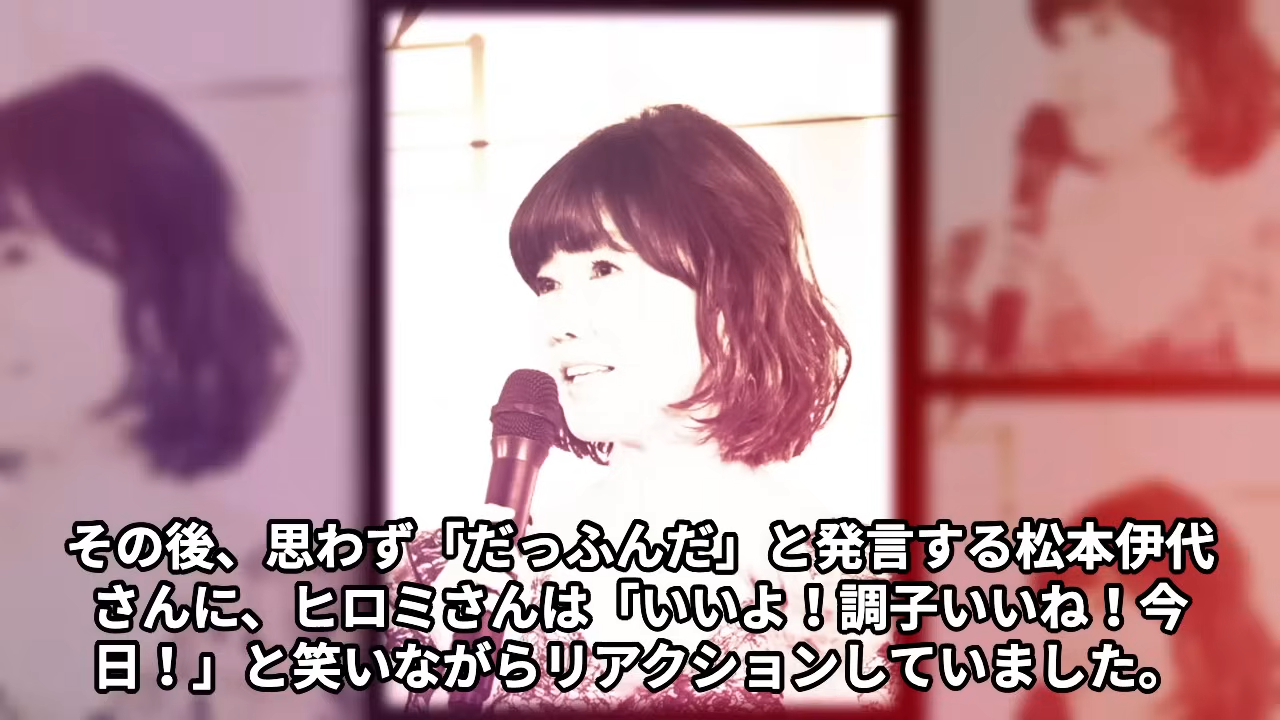 その後、思わず「だっふんだ」と発言する松本伊代
さんに、ヒロミさんは「いいよ！調子いいね！今
日！」と笑いながらリアクションしていました。